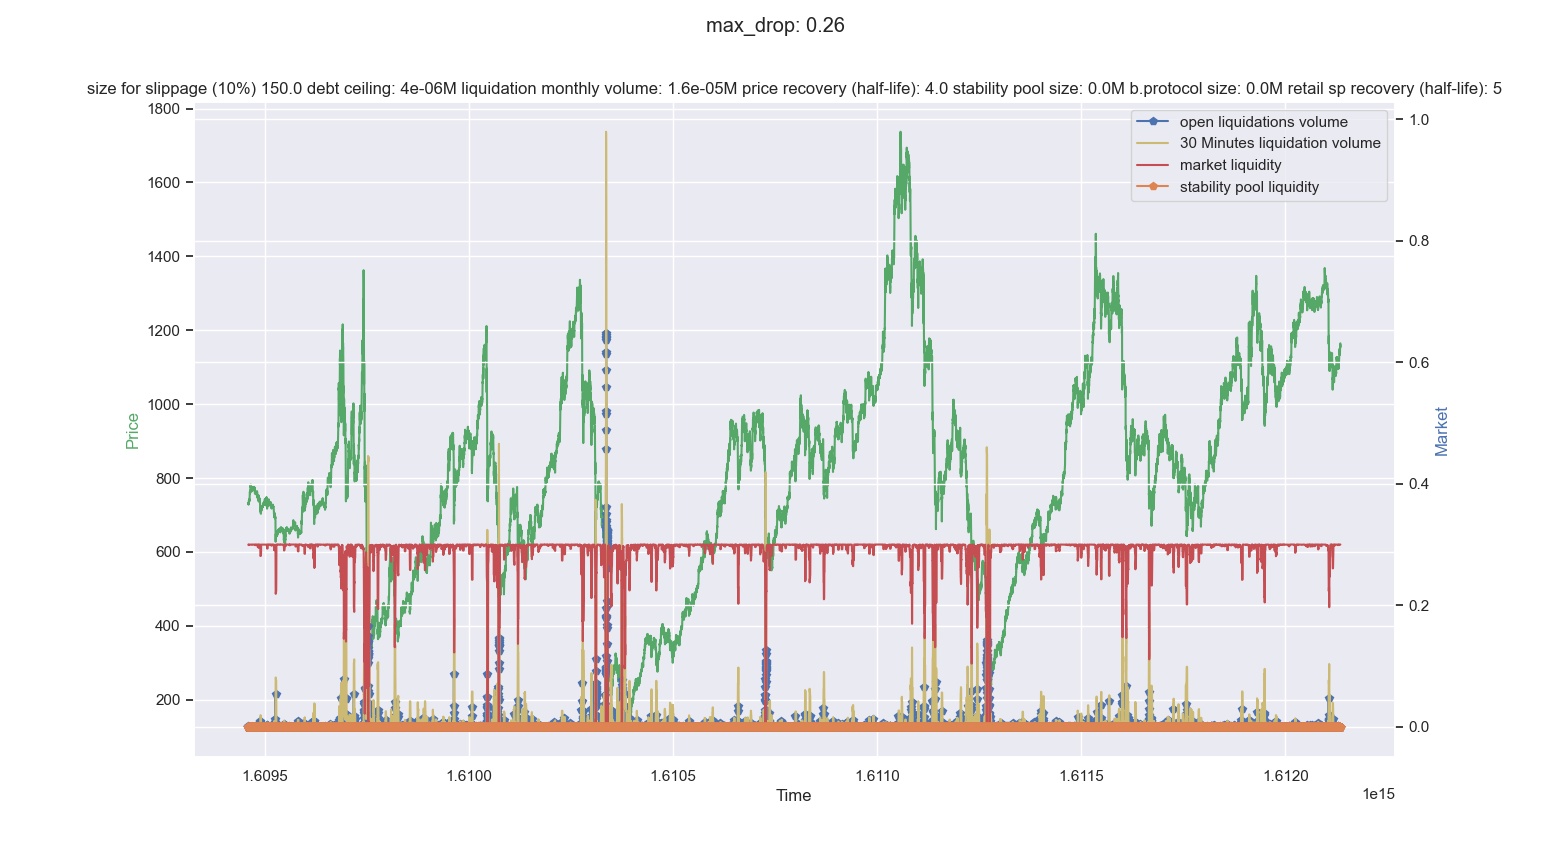 max_drop: 0.26
size for slippage (10%) 150.0 debt ceiling: 4e-06M liquidation monthly volume: 1.6e-05M price recovery (half-life): 4.0 stability pool size: 0.0M b.protocol size: 0.0M retail sp recovery (half-life): 5
1800
1600
1400
1200
1000
800
600
400
200
Price
open liquidations volume
30 Minutes liquidation volume
market liquidity
stability pool liquidity
1.0
0.8
0.6
0.4
0.2
0.0
Market
1.6095 1.6100 1.6105 1.6110 1.6115 1.6120
Time
1e15